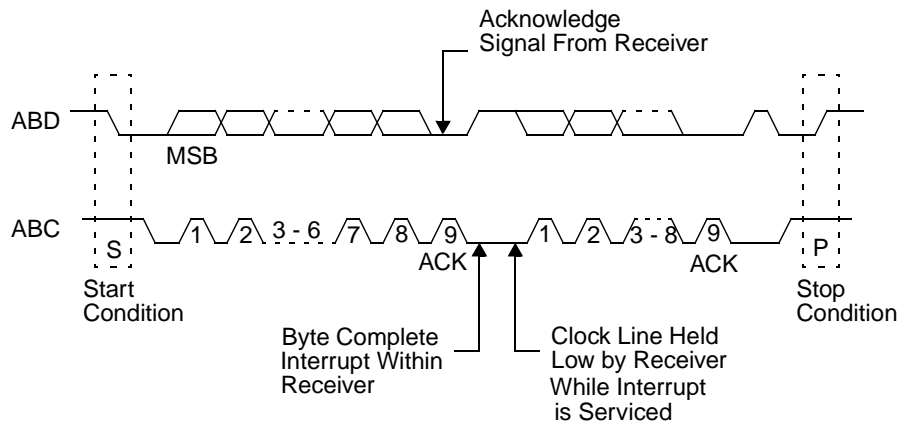 Acknowledge
Signal From Receiver
ABD
MSB
ABC
S
1
2
3 - 6
7
8
9
1
2
3 - 8
9
P
ACK
ACK
Start
Condition
Stop
Condition
Byte Complete
Interrupt Within
Receiver
Clock Line Held
Low by Receiver
While Interrupt
is Serviced